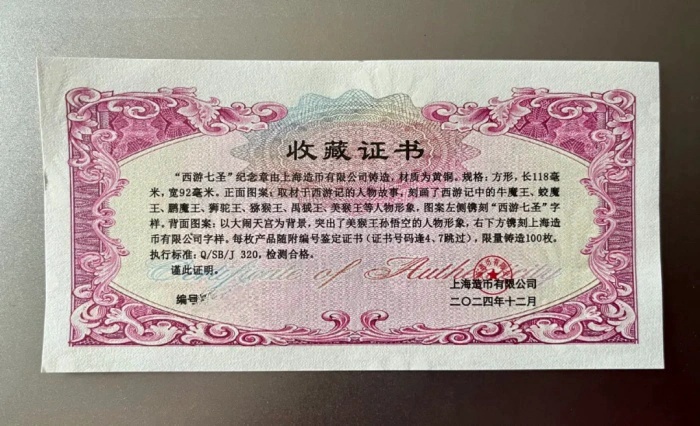 收藏证书
“西游七圣”纪念章由上海造币有限公司铸造，材质为黄铜。规格：方形，长118毫
米，宽92毫米。正面图案：取材于西游记的人物故事，刻画了西游记中的牛魔王、蛟魔
王、鹏魔王、狮驼王、猕猴王、禺狨王、美猴王等人物形象，图案左侧镌刻“西游七圣”字
样。背面图案：以大闹天宫为背景，突出了美猴王孙悟空的人物形象，右下方镌刻上海造
币有限公司字样。每枚产品随附编号鉴定证书（证书号码逢4、7跳过），限量铸造100枚。
执行标准：Q/SB/J 320，检测合格。
谨此证明。
of Authenticity
上海造币有限公司
编号
二〇二四年十二月